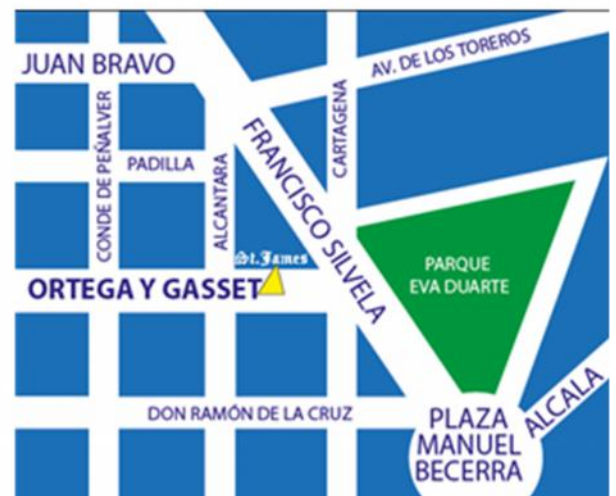 JUAN BRAVO
AV. DE LOS TOREROS
CONDE DE PEÑALVER
PADILLA
ALCANTARA
FRANCISCO SILVELA
CARTAGENA
St.James
ORTEGA Y GASSET
PARQUE
EVA DUARTE
DON RAMÓN DE LA CRUZ
PLAZA
MANUEL
BECERRA
ALCALA